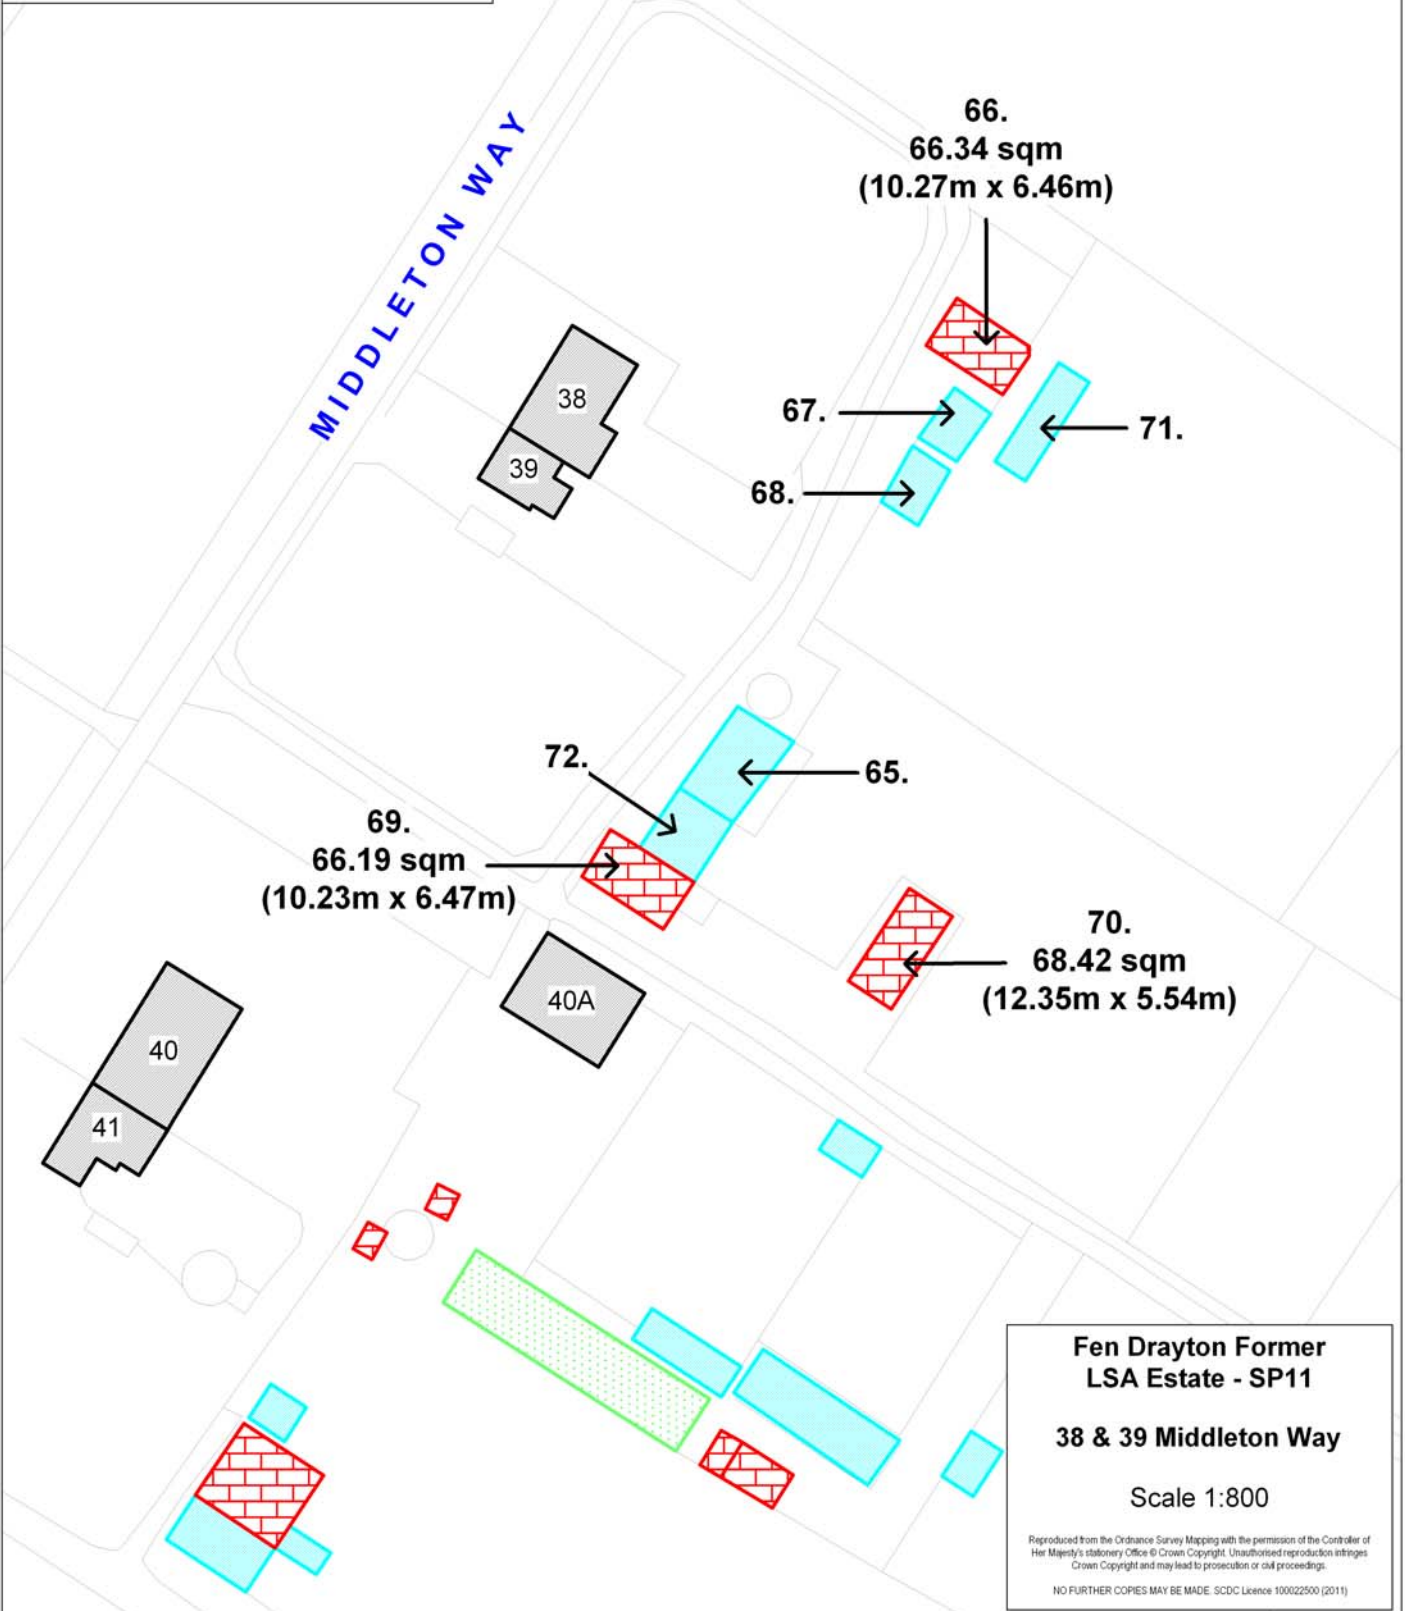 MIDDLETON WAY
66.
66.34 sqm
(10.27m x 6.46m)
38
39
67.
71.
68.
72.
65.
69.
66.19 sqm
(10.23m x 6.47m)
70.
68.42 sqm
(12.35m x 5.54m)
40A
40
41
Fen Drayton Former
LSA Estate - SP11
38 & 39 Middleton Way
Scale 1:800
Reproduced from the Ordnance Survey Mapping with the permission of the Controller of
Her Majesty's stationery Office © Crown Copyright. Unauthorised reproduction infringes
Crown Copyright and may lead to prosecution or civil proceedings.
NO FURTHER COPIES MAY BE MADE. SCDC Licence 100022500 (2011)